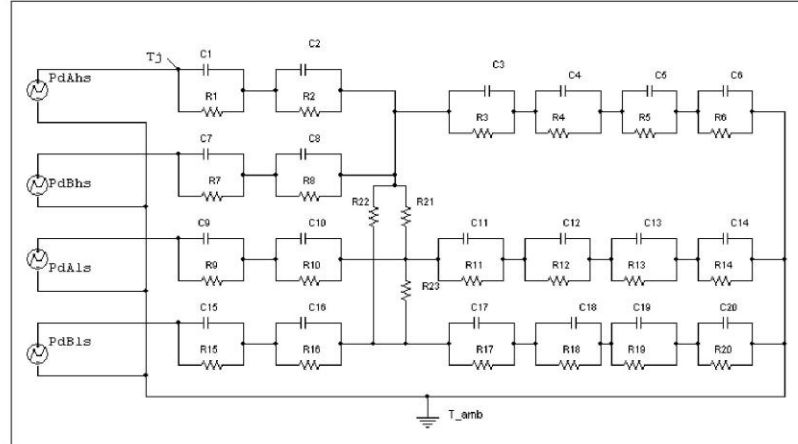 C1 C2
Tj C3 C4 C5 C6
PdAhs
R1 R2
R3 R4 R5 R6
C7 C8
PdBhs
R7 R8
R22 R21
C9 C10 C11 C12 C13 C14
PdAls
R9 R10 R11 R12 R13 R14
R23
C15 C16 C17 C18 C19 C20
PdBls
R15 R16 R17 R18 R19 R20
T_amb